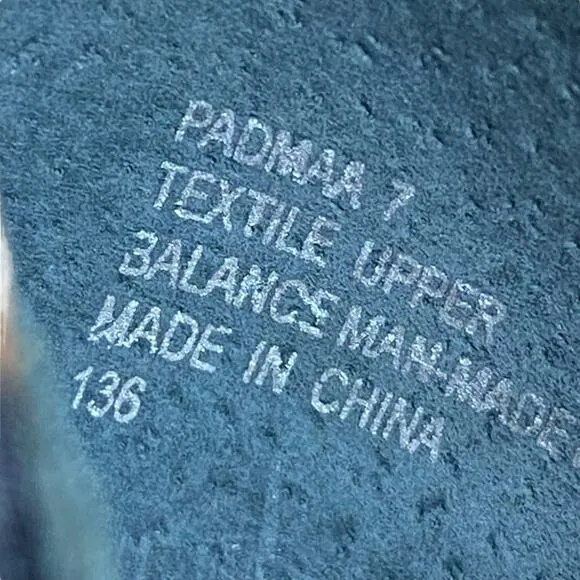 PADMAA 7
TEXTILE UPPER
BALANCE MAN-MADE
MADE IN CHINA
136